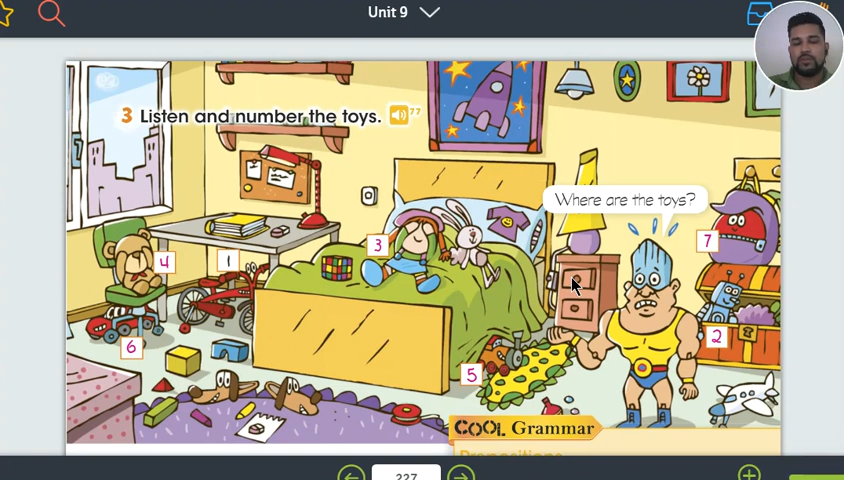 Unit 9
3 Listen and number the toys. 77
Where are the toys?
7
3
4
1
2
6
5
COOL Grammar
Prepositions
227